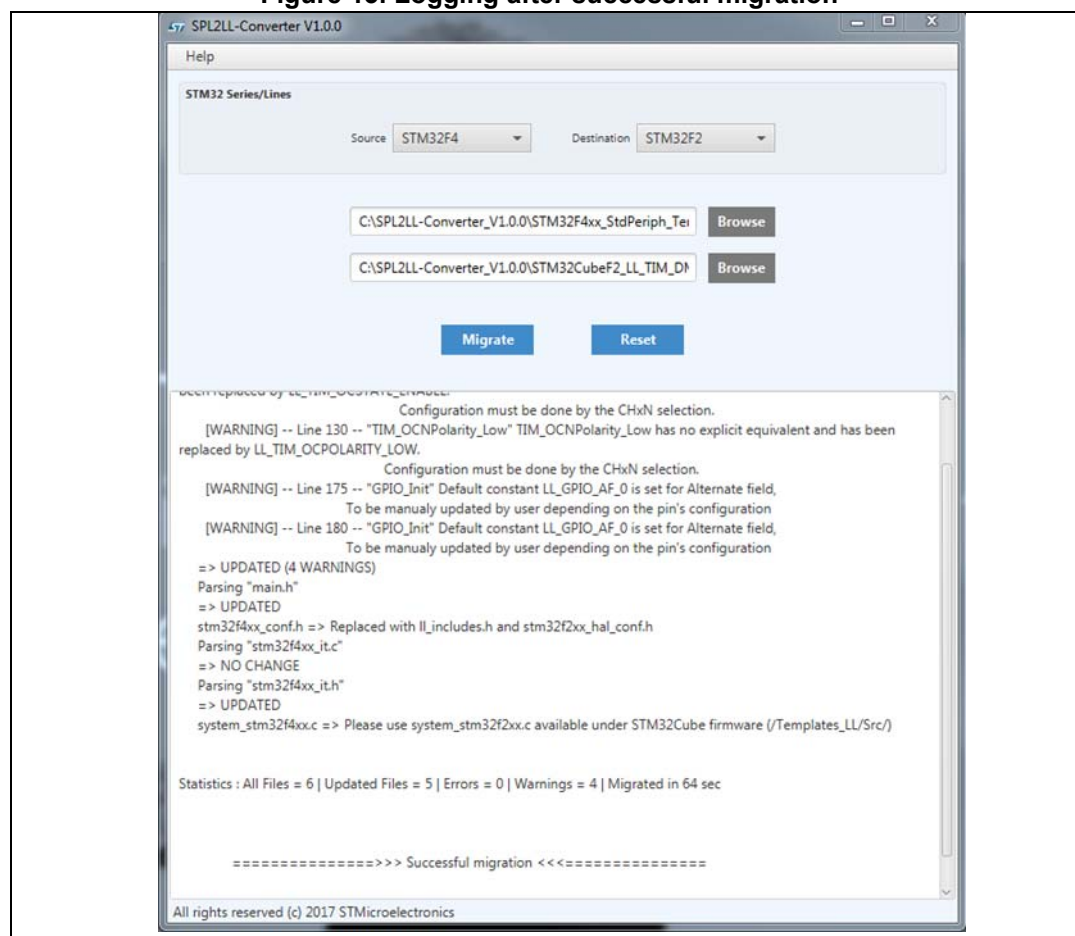 SPL2LL-Converter V1.0.0
Help
STM32 Series/Lines
Source STM32F4 Destination STM32F2
C:\SPL2LL-Converter_V1.0.0\STM32F4xx_StdPeriph_Ter Browse
C:\SPL2LL-Converter_V1.0.0\STM32CubeF2_LL_TIM_DM Browse
Migrate Reset
been replaced by LL_TIM_OCSTATE_ENABLE.
Configuration must be done by the CHxN selection.
[WARNING] -- Line 130 -- "TIM_OCNPolarity_Low" TIM_OCNPolarity_Low has no explicit equivalent and has been
replaced by LL_TIM_OCPOLARITY_LOW.
Configuration must be done by the CHxN selection.
[WARNING] -- Line 175 -- "GPIO_Init" Default constant LL_GPIO_AF_0 is set for Alternate field,
To be manualy updated by user depending on the pin's configuration
[WARNING] -- Line 180 -- "GPIO_Init" Default constant LL_GPIO_AF_0 is set for Alternate field,
To be manualy updated by user depending on the pin's configuration
=> UPDATED (4 WARNINGS)
Parsing "main.h"
=> UPDATED
stm32f4xx_conf.h => Replaced with ll_includes.h and stm32f2xx_hal_conf.h
Parsing "stm32f4xx_it.c"
=> NO CHANGE
Parsing "stm32f4xx_it.h"
=> UPDATED
system_stm32f4xx.c => Please use system_stm32f2xx.c available under STM32Cube firmware (/Templates_LL/Src/)
Statistics : All Files = 6 | Updated Files = 5 | Errors = 0 | Warnings = 4 | Migrated in 64 sec
===============>>> Successful migration <<<===============
All rights reserved (c) 2017 STMicroelectronics